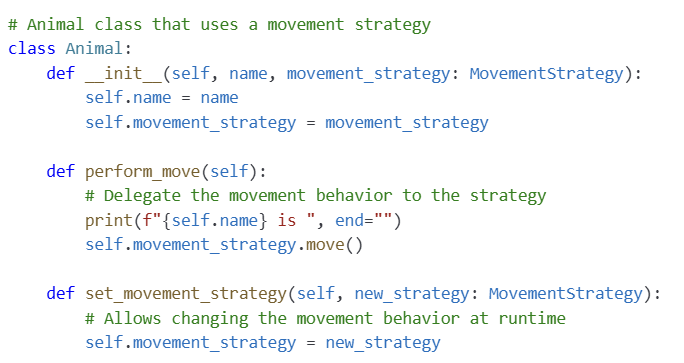 # Animal class that uses a movement strategy
class Animal:
    def __init__(self, name, movement_strategy: MovementStrategy):
        self.name = name
        self.movement_strategy = movement_strategy

    def perform_move(self):
        # Delegate the movement behavior to the strategy
        print(f"{self.name} is ", end="")
        self.movement_strategy.move()

    def set_movement_strategy(self, new_strategy: MovementStrategy):
        # Allows changing the movement behavior at runtime
        self.movement_strategy = new_strategy